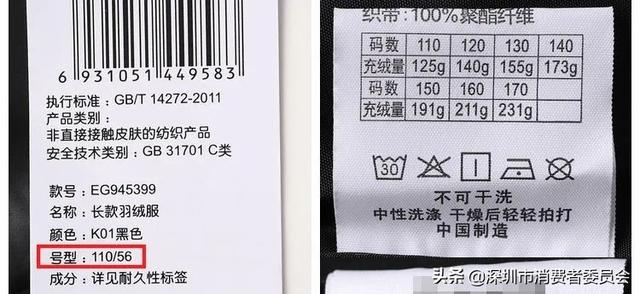 6 931051 449583
执行标准：GB/T 14272-2011
产品类别：
非直接接触皮肤的纺织产品
安全技术类别：GB 31701 C类
款号：EG945399
名称：长款羽绒服
颜色：K01黑色
号型：110/56
成分：详见耐久性标签
织带：100%聚酯纤维
码数 110 120 130 140
充绒量 125g 140g 155g 173g
码数 150 160 170
充绒量 191g 211g 231g
30
不可干洗
中性洗涤 干燥后轻轻拍打
中国制造
头条 @深圳市消费者委员会